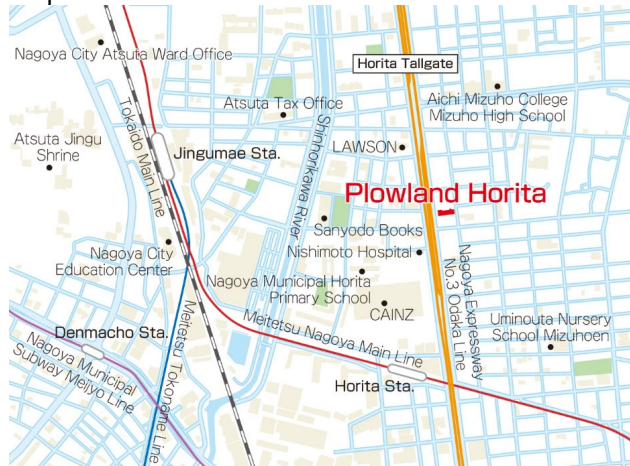 Nagoya City Atsuta Ward Office
Horita Tallgate
Atsuta Tax Office
Aichi Mizuho College
Mizuho High School
Tokaido Main Line
Atsuta Jingu
Shrine
Jingumae Sta.
Shinhorikawa River
LAWSON
Plowland Horita
Sanyodo Books
Nishimoto Hospital
Nagoya City
Education Center
Nagoya Municipal Horita
Primary School
CAINZ
Nagoya Expressway
No.3 Odaka Line
Uminouta Nursery
School Mizuhoen
Denmacho Sta.
Nagoya Municipal
Subway Meijyo Line
Meitatsu Tokoname Line
Meitetsu Nagoya Main Line
Horita Sta.